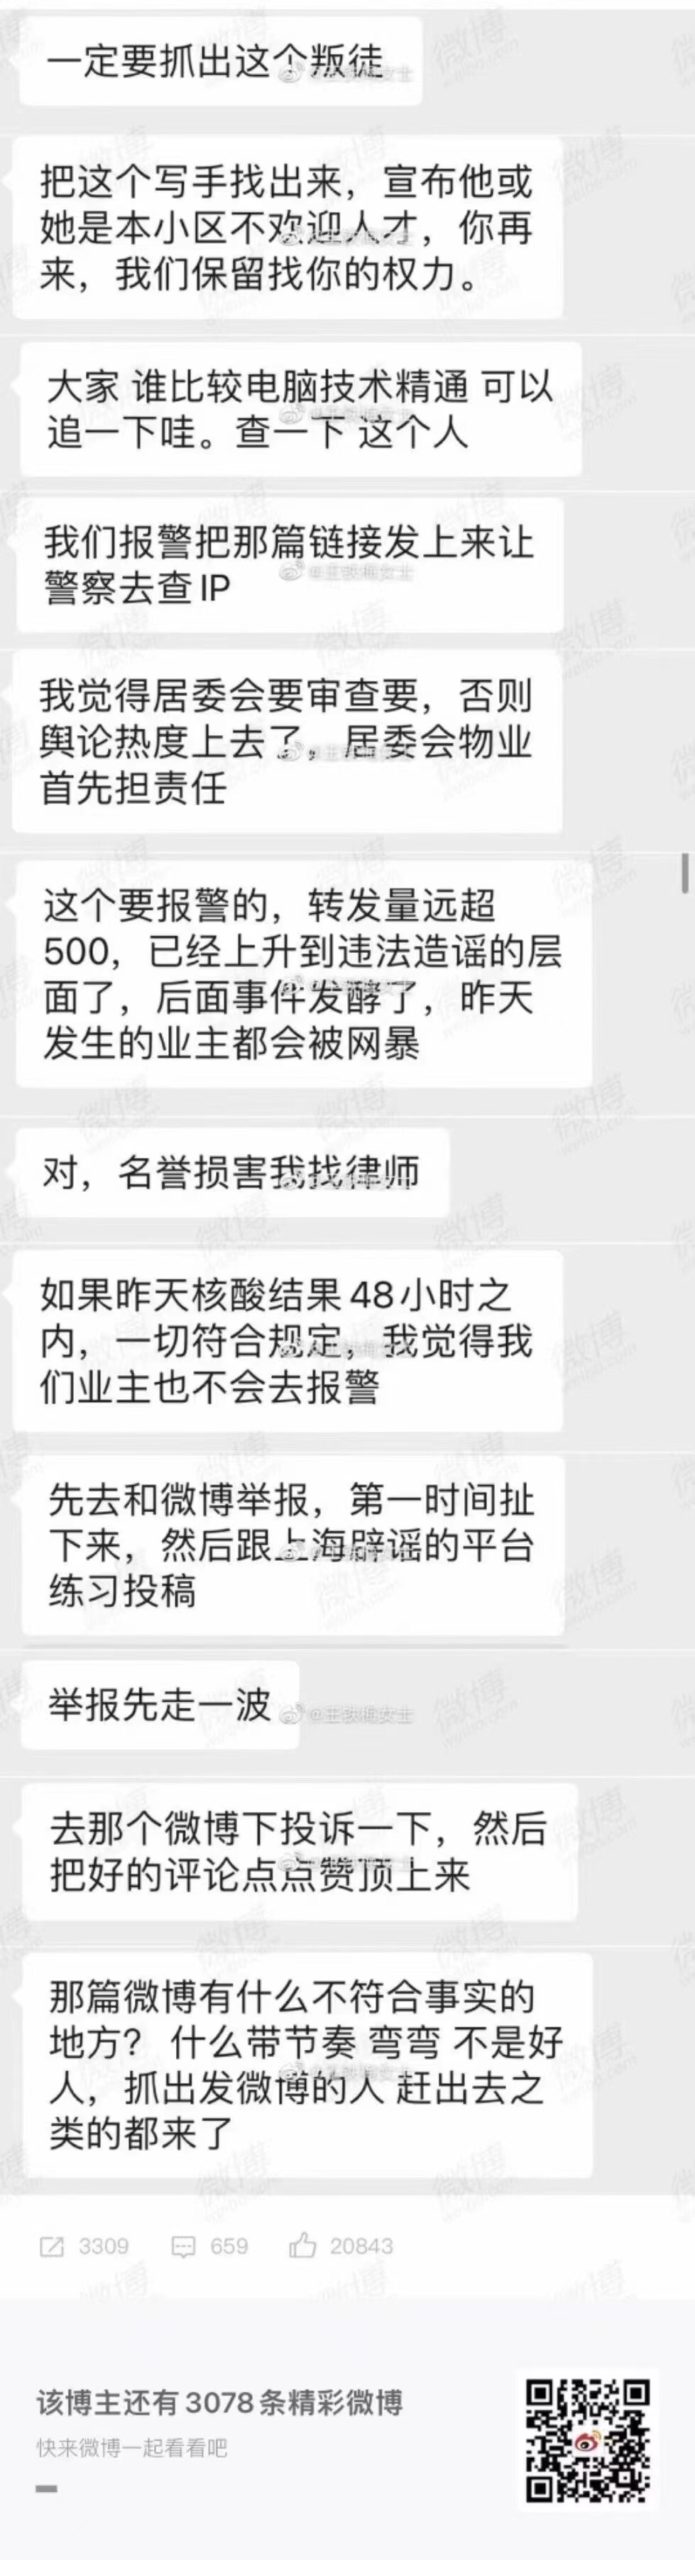 一定要抓出这个叛徒
把这个写手找出来，宣布他或
她是本小区不欢迎人才，你再
来，我们保留找你的权力。
大家 谁比较电脑技术精通 可以
追一下哇。查一下 这个人
我们报警把那篇链接发上来让
警察去查IP
我觉得居委会要审查要，否则
舆论热度上去了，居委会物业
首先担责任
这个要报警的，转发量远超
500，已经上升到违法造谣的层
面了，后面事件发酵了，昨天
发生的业主都会被网暴
对，名誉损害我找律师
如果昨天核酸结果48小时之
内，一切符合规定，我觉得我
们业主也不会去报警
先去和微博举报，第一时间扯
下来，然后跟上海辟谣的平台
练习投稿
举报先走一波
去那个微博下投诉一下，然后
把好的评论点点赞顶上来
那篇微博有什么不符合事实的
地方？ 什么带节奏 弯弯 不是好
人，抓出发微博的人 赶出去之
类的都来了
3309 659 20843
该博主还有3078条精彩微博
快来微博一起看看吧
微博
weibo.com